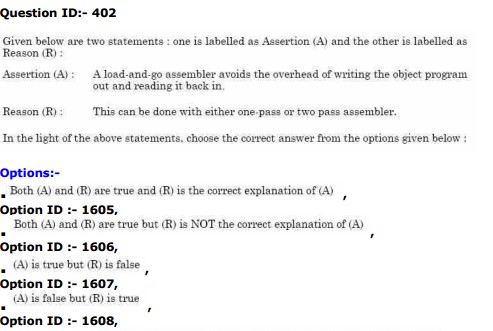 Question ID:- 402
Given below are two statements : one is labelled as Assertion (A) and the other is labelled as
Reason (R) :
Assertion (A) : A load-and-go assembler avoids the overhead of writing the object program
out and reading it back in.
Reason (R) : This can be done with either one-pass or two pass assembler.
In the light of the above statements, choose the correct answer from the options given below :
Options:-
▪ Both (A) and (R) are true and (R) is the correct explanation of (A) ,
Option ID :- 1605,
▪ Both (A) and (R) are true but (R) is NOT the correct explanation of (A) ,
Option ID :- 1606,
▪ (A) is true but (R) is false ,
Option ID :- 1607,
▪ (A) is false but (R) is true ,
Option ID :- 1608,